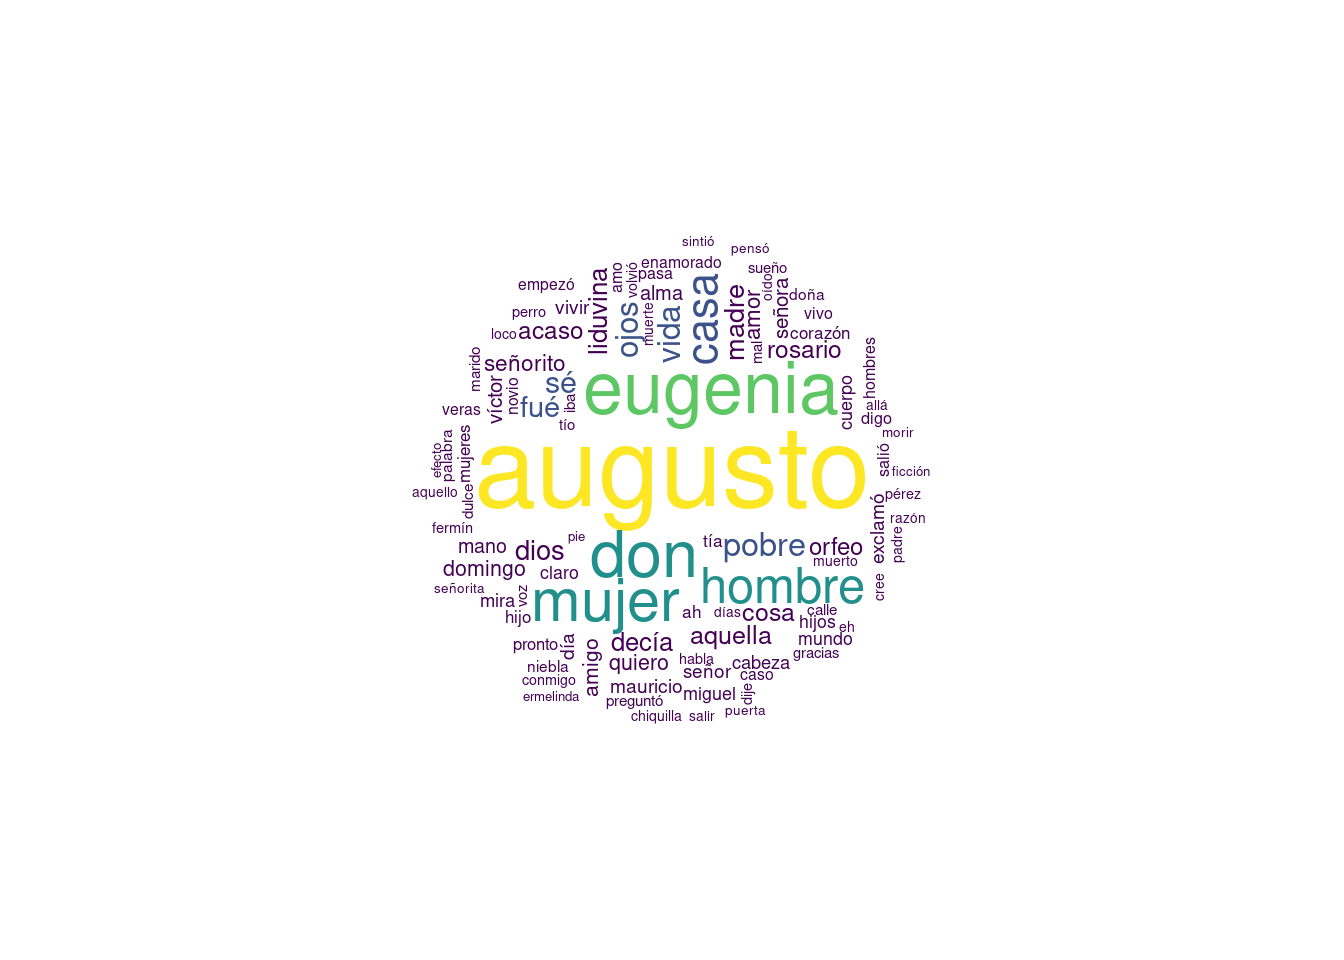 sintió
pensó
enamorado
sueño
pasa
amo
volvió
oído
empezó
liduvina
casa
alma
madre
amor
señora
doña
perro
vivir
ojos
muerte
vida
vivo
loco
acaso
mal
corazón
rosario
marido
señorito
hombres
sé
eugenia
víctor
novio
fué
iba
cuerpo
allá
veras
tío
digo
morir
efecto
palabra
mujeres
augusto
salió
ficción
aquello
dulce
pérez
fermín
exclamó
razón
pie
padre
mano
dios
don
tía
pobre
orfeo
muerto
domingo
claro
hombre
señorita
voz
cree
mira
mujer
hijo
ah
días
cosa
calle
hijos
eh
pronto
día
decía
aquella
mundo
gracias
niebla
amigo
quiero
habla
cabeza
conmigo
señor
caso
ermelinda
mauricio
miguel
dije
preguntó
chiquilla
salir
puerta